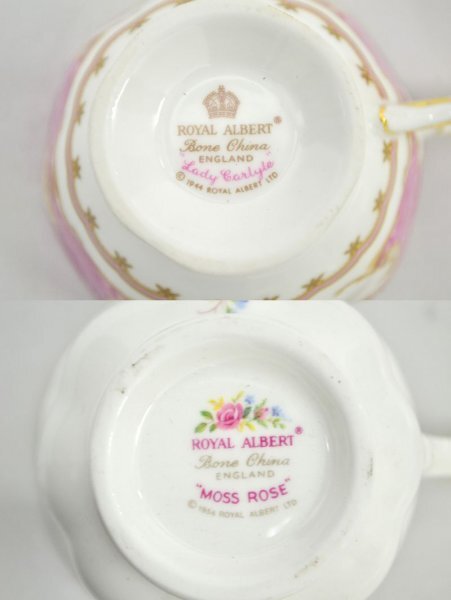 ROYAL ALBERT®
Bone China
ENGLAND
"Lady Carlyle"
© 1944 ROYAL ALBERT LTD
ROYAL ALBERT®
Bone China
ENGLAND
"MOSS ROSE"
© 1954 ROYAL ALBERT LTD